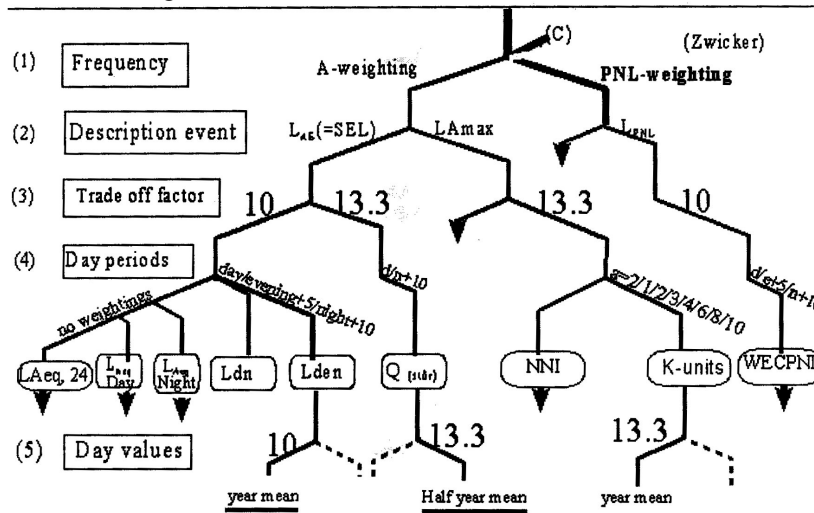 (C)
(Zwicker)
(1) Frequency
A-weighting
PNL-weighting
(2) Description event
LAE(=SEL) LAmax
LEPNL
(3) Trade off factor
10 13.3 13.3 10
(4) Day periods
no weightings
day/evening+5/night+10
d/n+10
a=2/1/2/3/4/6/8/10
d/e+5/n+10
LAeq, 24
LAeq Day
LAeq Night
Ldn
Lden
Q (stör)
NNI
K-units
WECPNL
(5) Day values
10 13.3 13.3
year mean
Half year mean
year mean